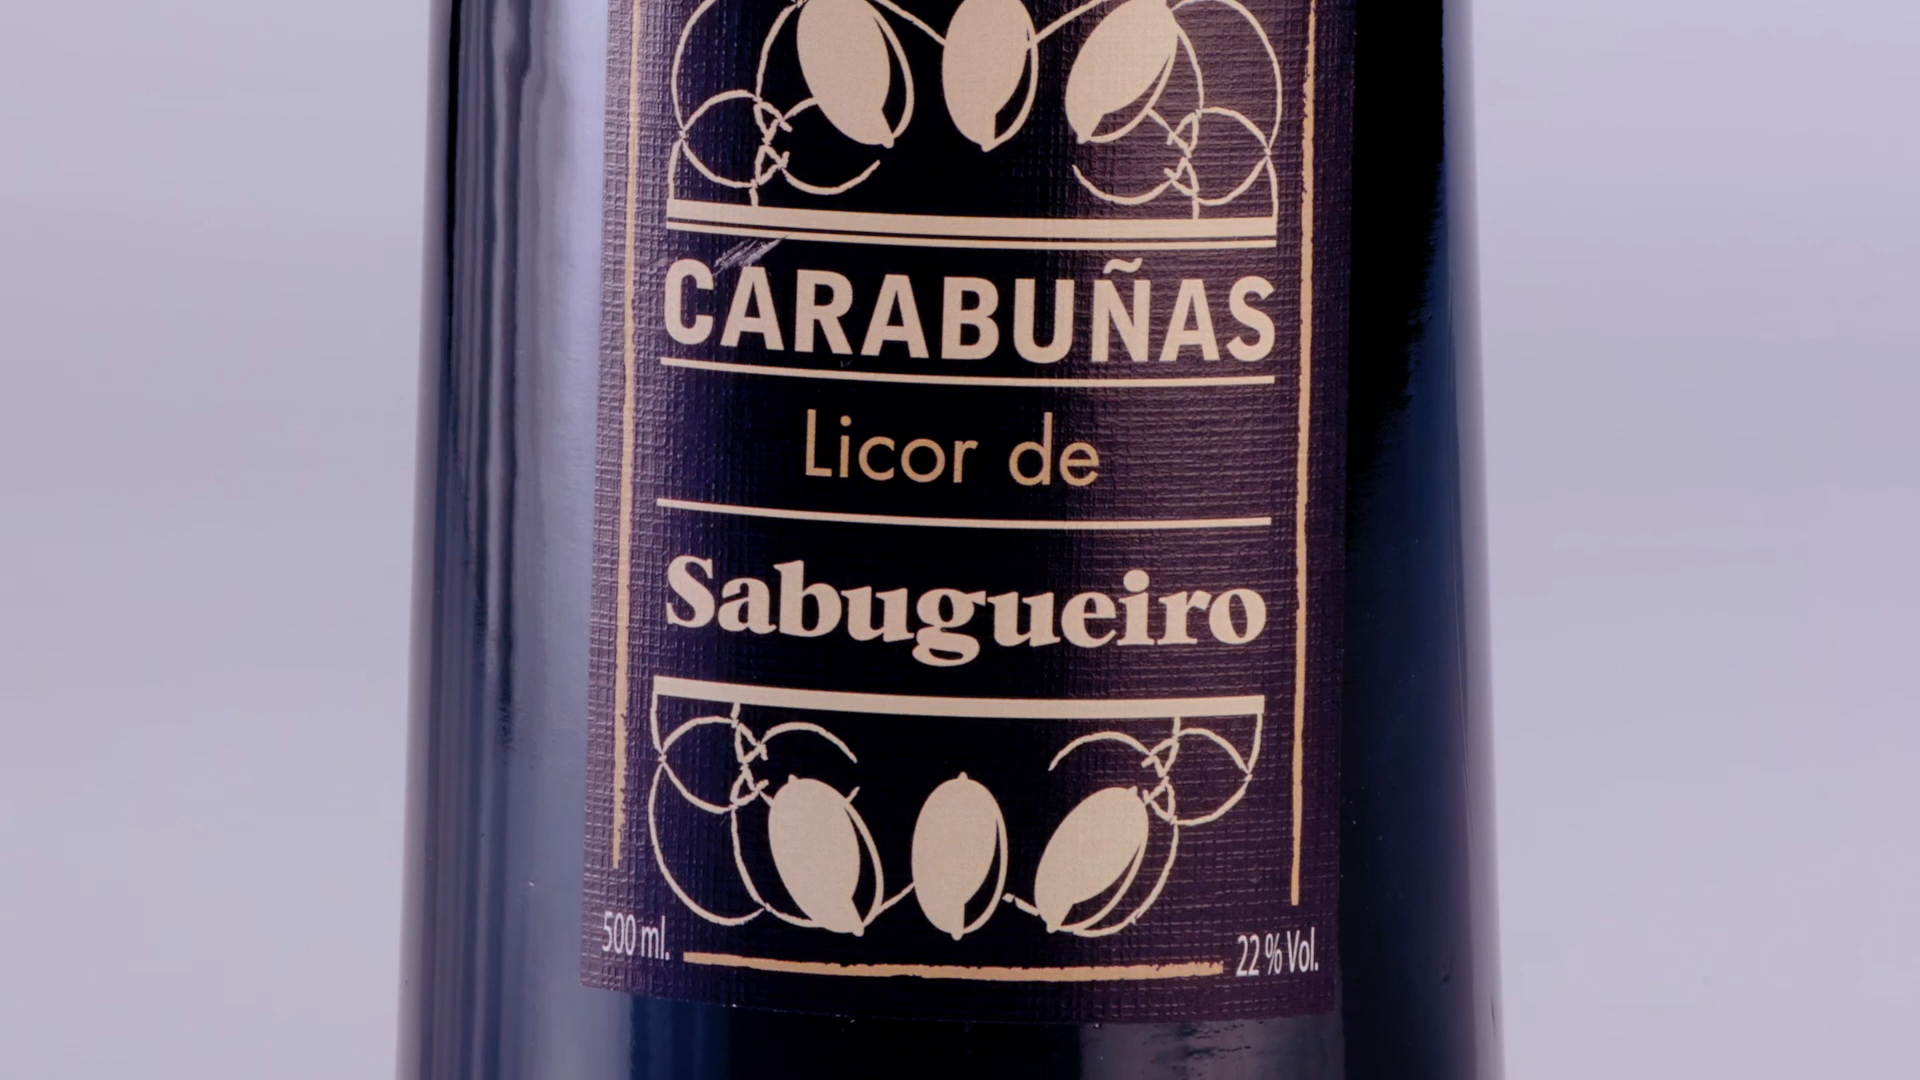 CARABUÑAS
Licor de
Sabugueiro
500 ml.
22 % Vol.